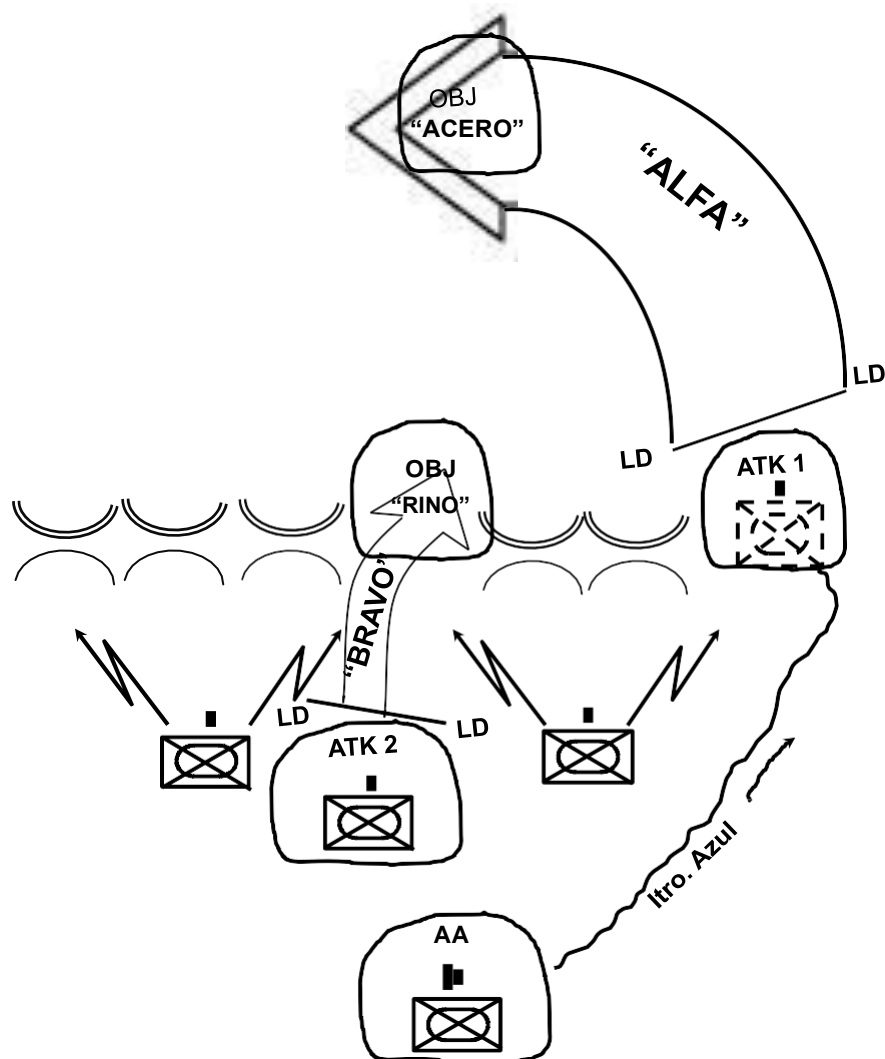 OBJ
“ACERO”
“ALFA”
LD
LD
ATK 1
OBJ
“RINO”
“BRAVO”
LD
LD
ATK 2
Itro. Azul
AA